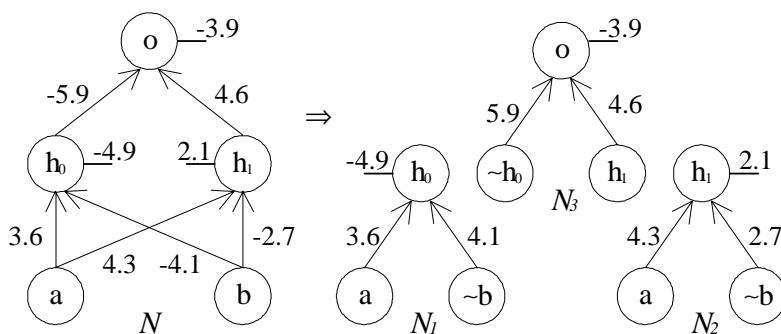 o -3.9 o -3.9
-5.9 4.6 ⇒ 5.9 4.6
h₀ -4.9 2.1 h₁ -4.9 h₀ ~h₀ h₁ h₁ 2.1
N₃
3.6 4.3 -4.1 -2.7 3.6 4.1 4.3 2.7
a b a ~b a ~b
N N₁ N₂